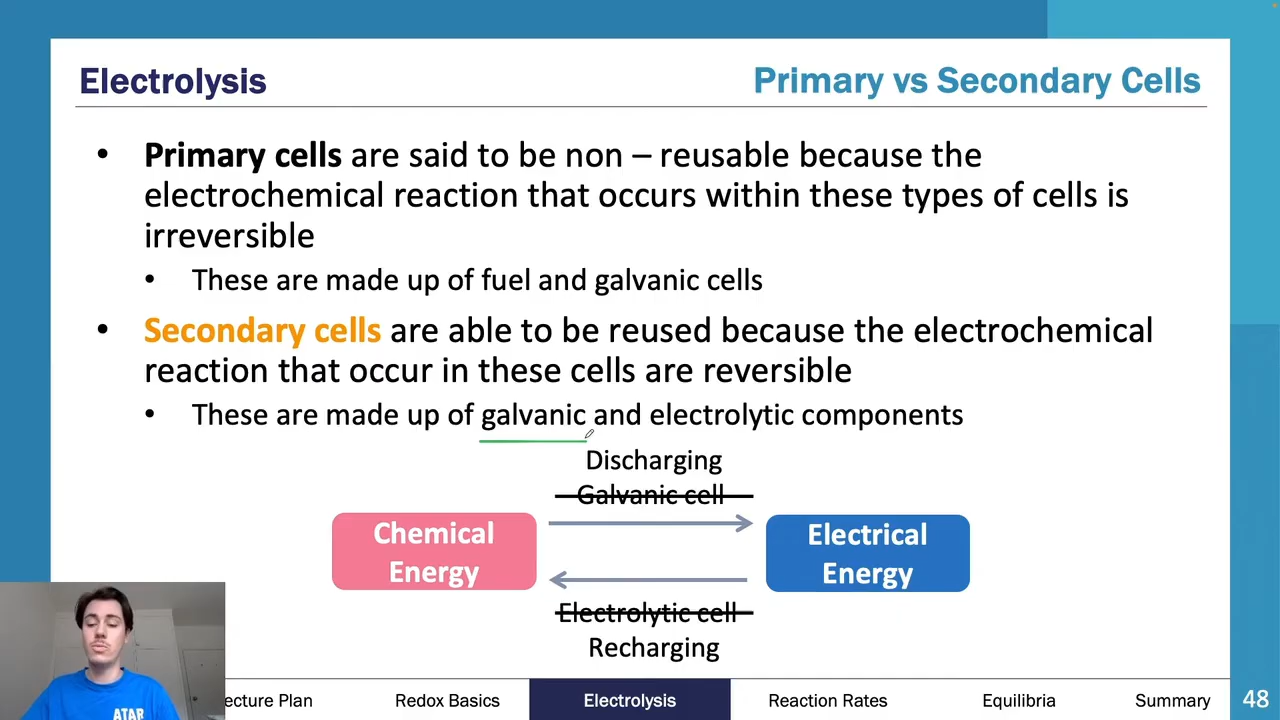 Electrolysis
Primary vs Secondary Cells
• Primary cells are said to be non – reusable because the
electrochemical reaction that occurs within these types of cells is
irreversible
• These are made up of fuel and galvanic cells
• Secondary cells are able to be reused because the electrochemical
reaction that occur in these cells are reversible
• These are made up of galvanic and electrolytic components
Discharging
Galvanic cell
Chemical
Energy
Electrical
Energy
Electrolytic cell
Recharging
ATAR
ecture Plan
Redox Basics
Electrolysis
Reaction Rates
Equilibria
Summary
48